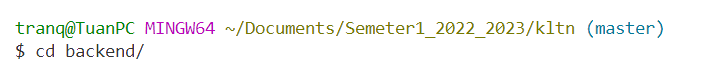 tranq@TuanPC MINGW64 ~/Documents/Semeter1_2022_2023/kltn (master)
$ cd backend/